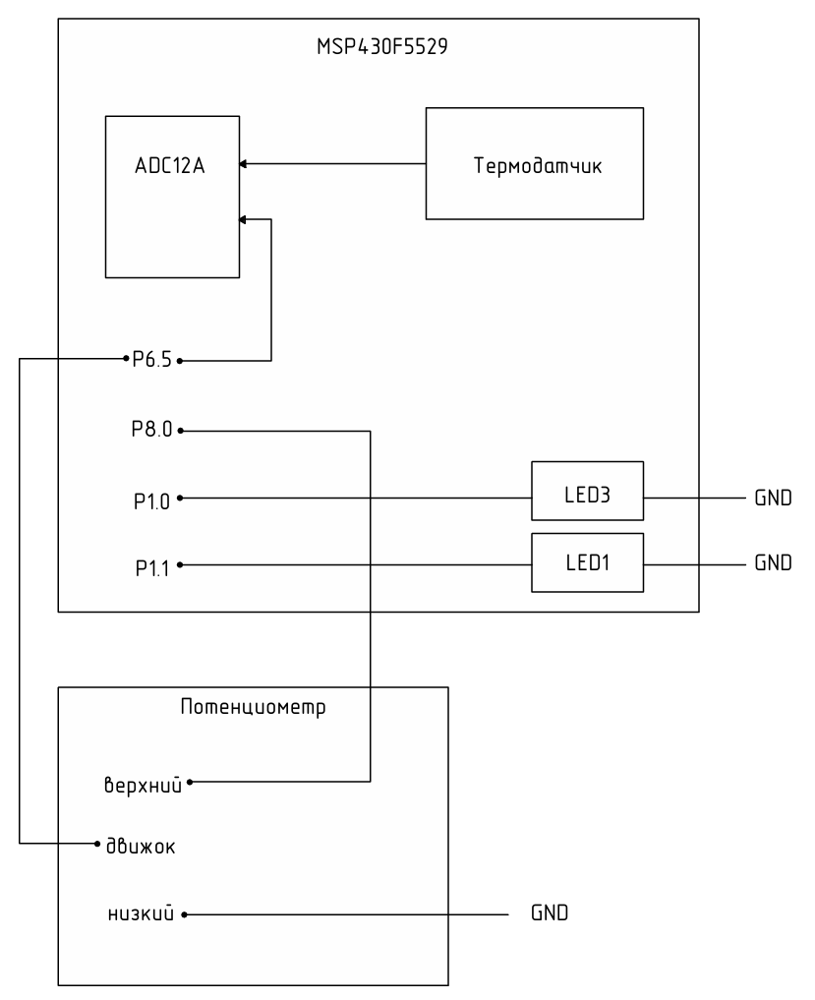 MSP430F5529
ADC12A
Термодатчик
P6.5
P8.0
P1.0
LED3
GND
P1.1
LED1
GND
Потенциометр
верхний
движок
низкий
GND